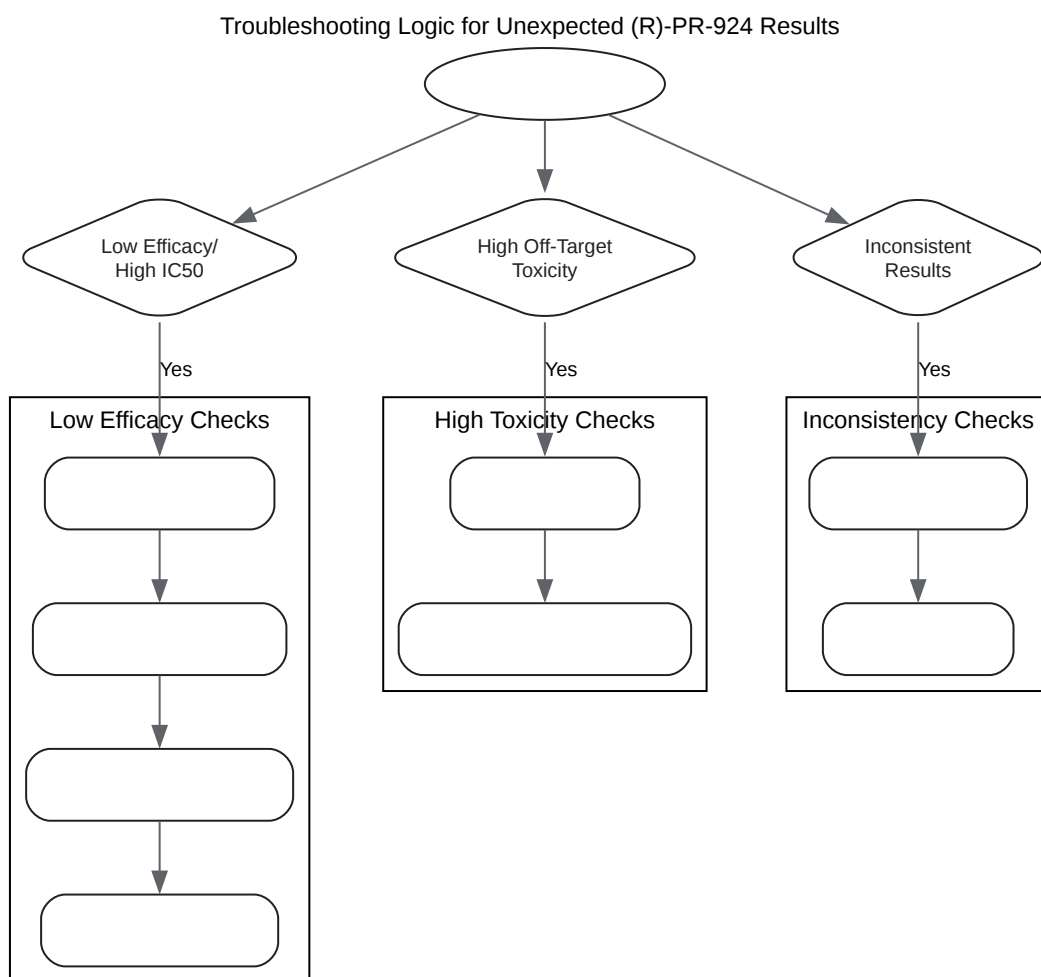 Troubleshooting Logic for Unexpected (R)-PR-924 Results
Low Efficacy/
High IC50
High Off-Target
Toxicity
Inconsistent
Results
Yes
Yes
Yes
Low Efficacy Checks
High Toxicity Checks
Inconsistency Checks